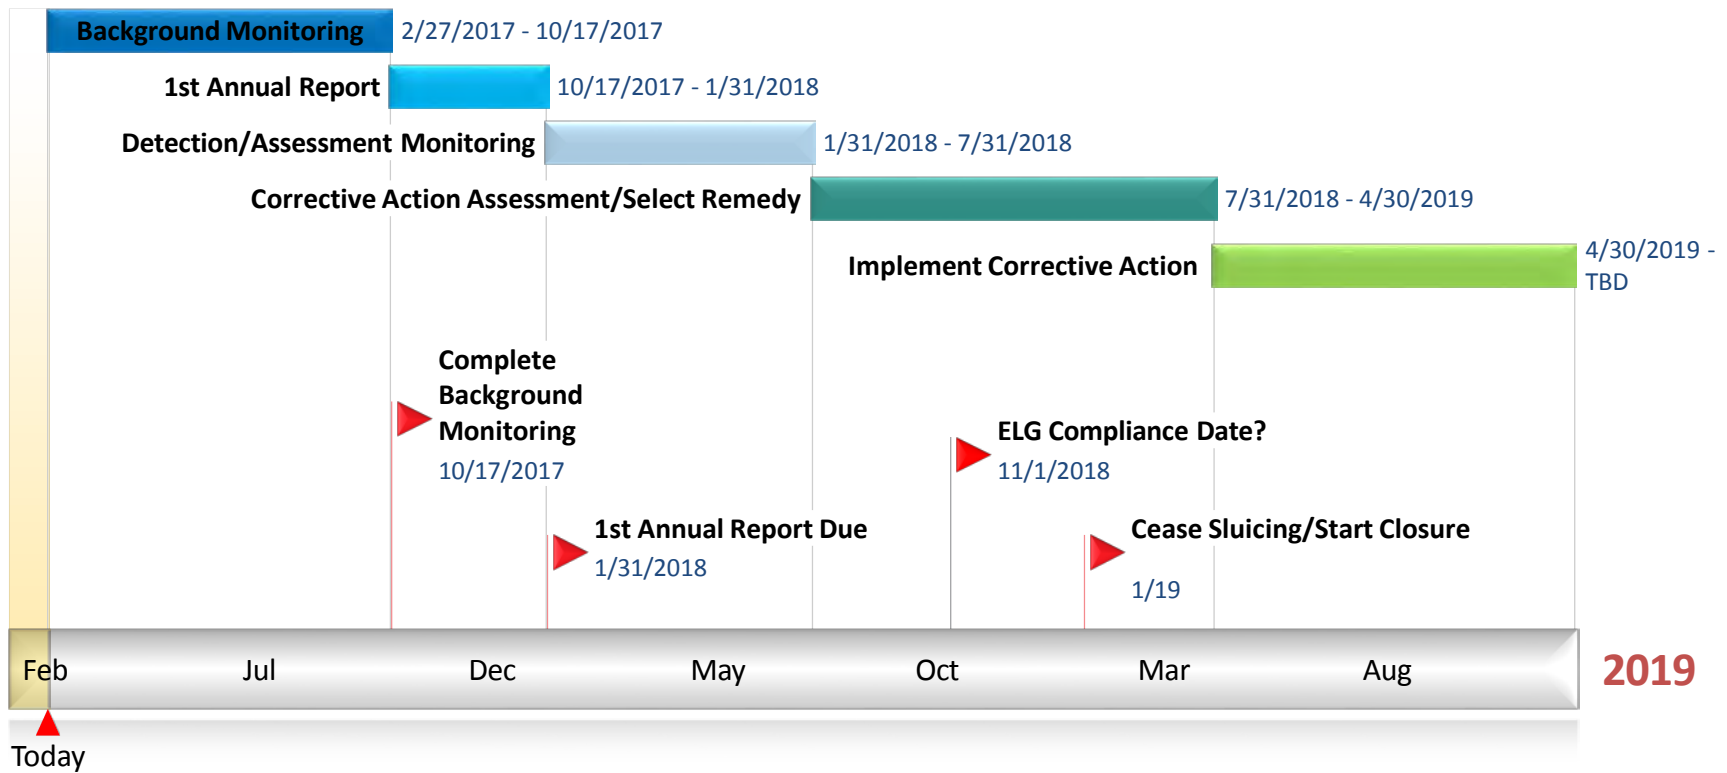 Background Monitoring 2/27/2017 - 10/17/2017
1st Annual Report 10/17/2017 - 1/31/2018
Detection/Assessment Monitoring 1/31/2018 - 7/31/2018
Corrective Action Assessment/Select Remedy 7/31/2018 - 4/30/2019
Implement Corrective Action 4/30/2019 -
TBD
Complete
Background
Monitoring
10/17/2017
ELG Compliance Date?
11/1/2018
1st Annual Report Due
1/31/2018
Cease Sluicing/Start Closure
1/19
Feb Jul Dec May Oct Mar Aug 2019
Today